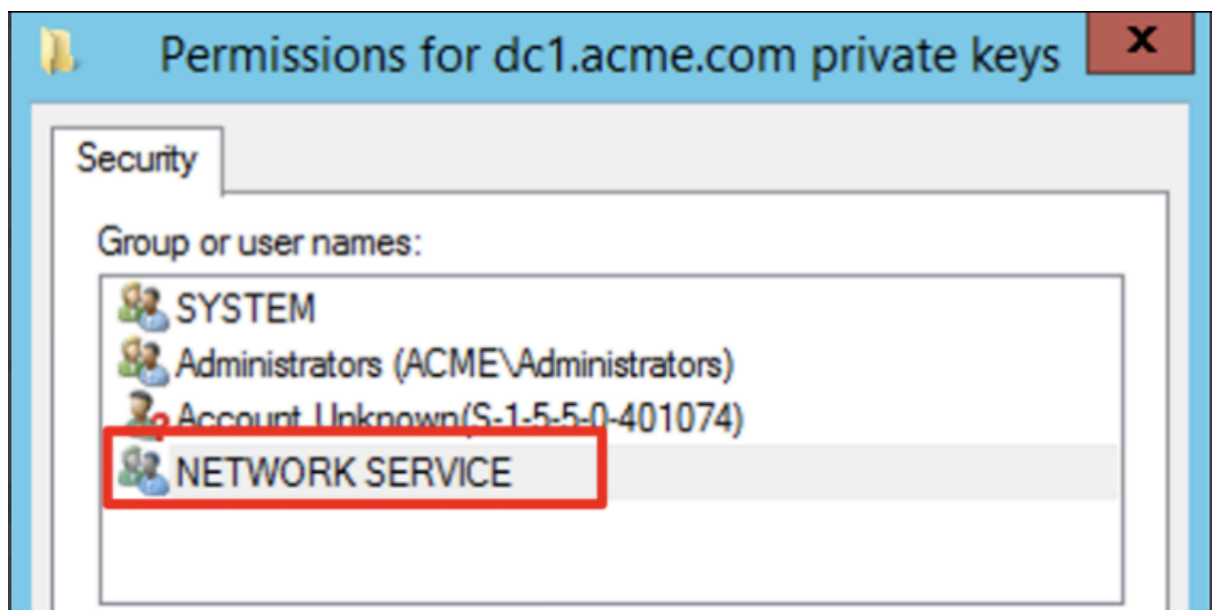 Permissions for dc1.acme.com private keys
x
Security
Group or user names:
SYSTEM
Administrators (ACME\Administrators)
Account Unknown(S-1-5-5-0-401074)
NETWORK SERVICE